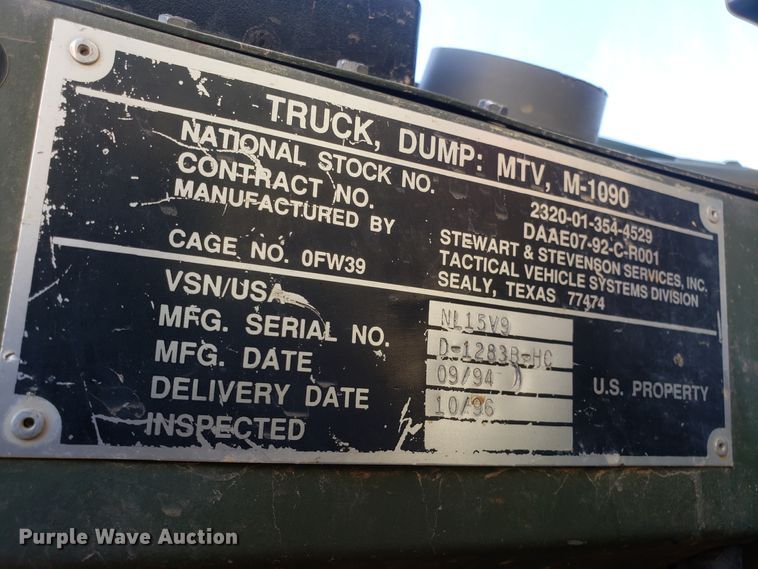 TRUCK, DUMP: MTV, M-1090
NATIONAL STOCK NO. 2320-01-354-4529
CONTRACT NO. DAAE07-92-C-R001
MANUFACTURED BY STEWART & STEVENSON SERVICES, INC.
TACTICAL VEHICLE SYSTEMS DIVISION
CAGE NO. 0FW39 SEALY, TEXAS 77474
VSN/USA NL15V9
MFG. SERIAL NO. D-1283B-HC
MFG. DATE 09/94
DELIVERY DATE 10/96
INSPECTED
U.S. PROPERTY
Purple Wave Auction